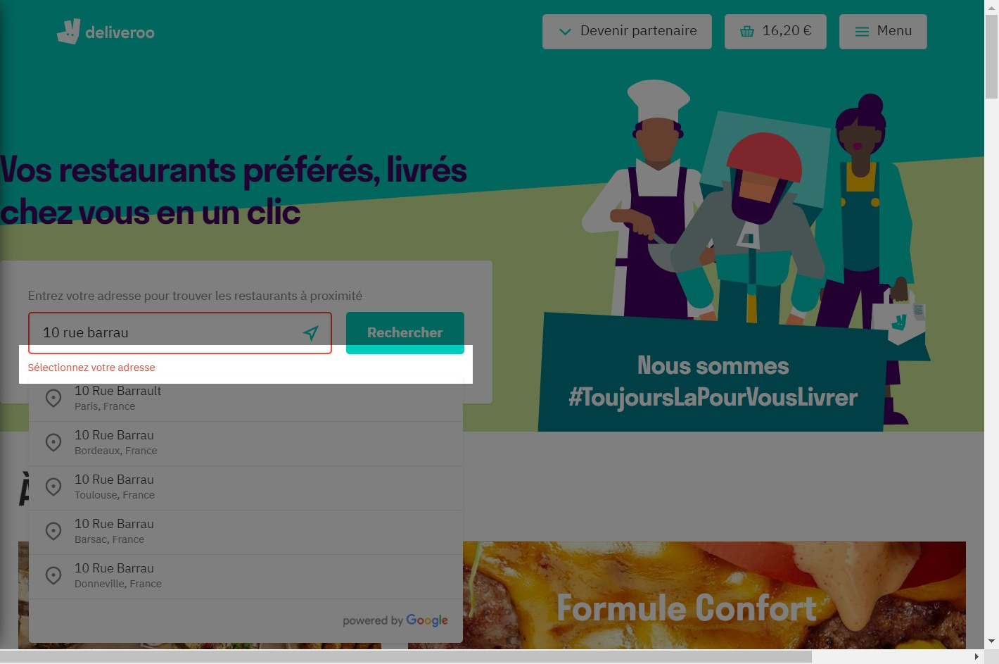 deliveroo
Devenir partenaire
16,20 €
Menu
Vos restaurants préférés, livrés
chez vous en un clic
Entrez votre adresse pour trouver les restaurants à proximité
10 rue barrau
Rechercher
Sélectionnez votre adresse
10 Rue Barrault
Paris, France
10 Rue Barrau
Bordeaux, France
10 Rue Barrau
Toulouse, France
10 Rue Barrau
Barsac, France
10 Rue Barrau
Donneville, France
powered by Google
Nous sommes
#ToujoursLaPourVousLivrer
À
Formule Confort